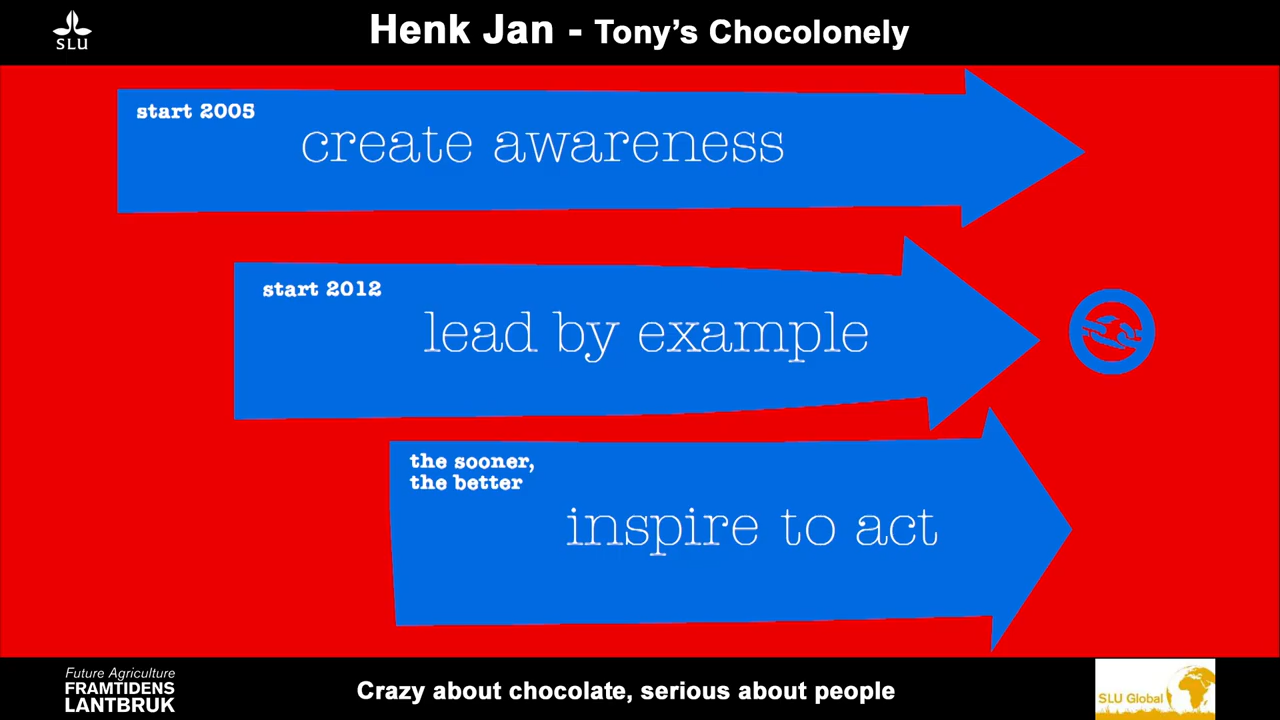 SLU
Henk Jan - Tony's Chocolonely
start 2005
create awareness
start 2012
lead by example
the sooner,
the better
inspire to act
Future Agriculture
FRAMTIDENS
LANTBRUK
Crazy about chocolate, serious about people
SLU Global